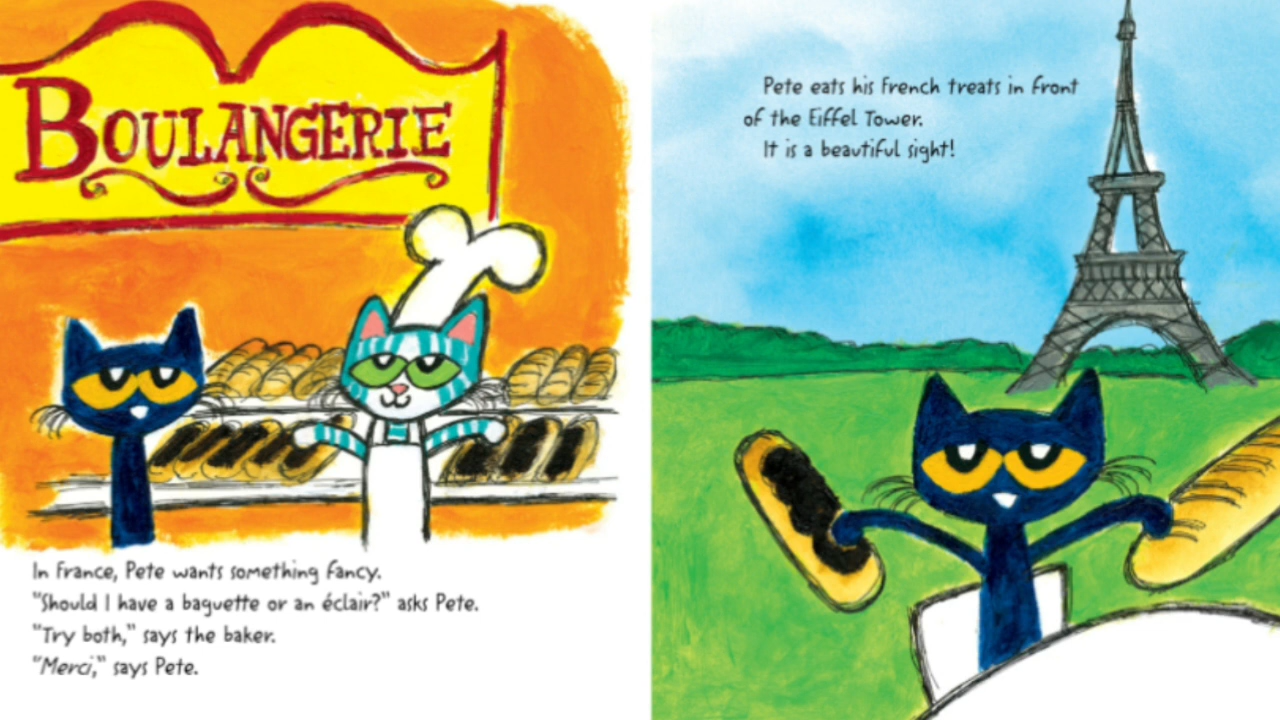 BOULANGERIE
In France, Pete wants something fancy.
"Should I have a baguette or an éclair?" asks Pete.
"Try both," says the baker.
"Merci," says Pete.
Pete eats his French treats in front
of the Eiffel Tower.
It is a beautiful sight!